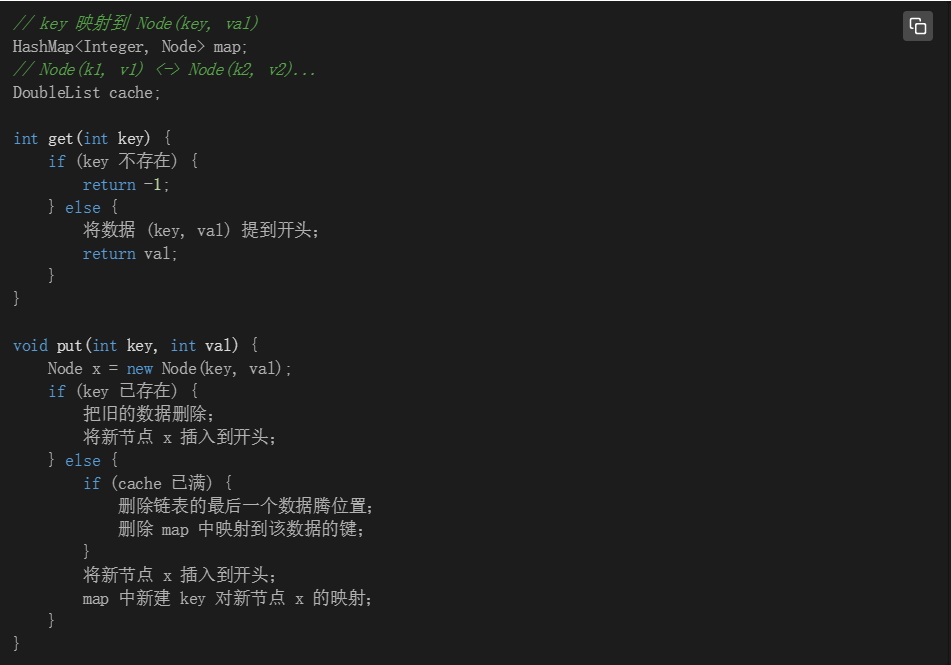 // key 映射到 Node(key, val)
HashMap<Integer, Node> map;
// Node(k1, v1) <-> Node(k2, v2)...
DoubleList cache;

int get(int key) {
    if (key 不存在) {
        return -1;
    } else {
        将数据 (key, val) 提到开头;
        return val;
    }
}

void put(int key, int val) {
    Node x = new Node(key, val);
    if (key 已存在) {
        把旧的数据删除;
        将新节点 x 插入到开头;
    } else {
        if (cache 已满) {
            删除链表的最后一个数据腾位置;
            删除 map 中映射到该数据的键;
        }
        将新节点 x 插入到开头;
        map 中新建 key 对新节点 x 的映射;
    }
}